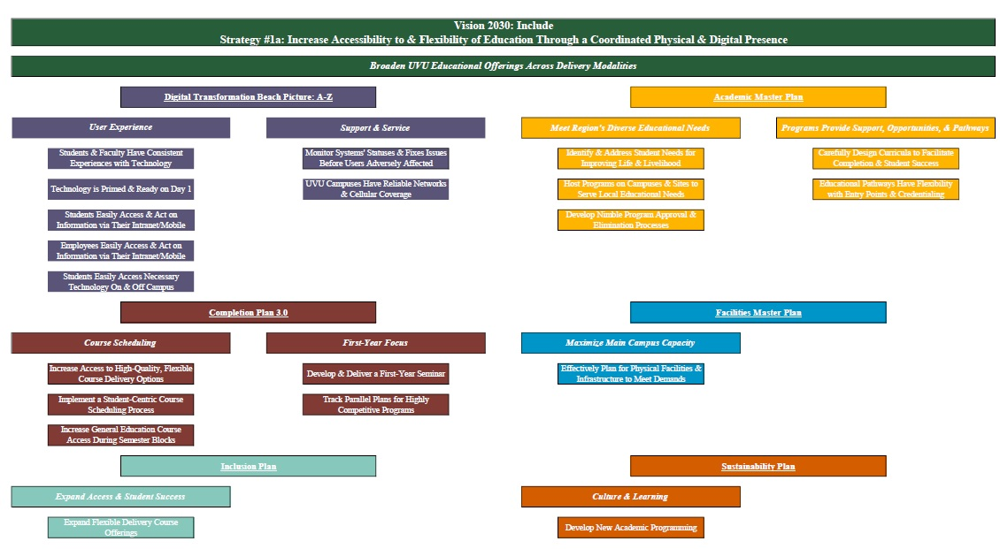 Vision 2030: Include
Strategy #1a: Increase Accessibility to & Flexibility of Education Through a Coordinated Physical & Digital Presence
Broaden UVU Educational Offerings Across Delivery Modalities
Digital Transformation Beach Picture: A-Z
User Experience
Students & Faculty Have Consistent
Experiences with Technology
Technology is Primed & Ready on Day 1
Students Easily Access & Act on
Information via Their Intranet/Mobile
Employees Easily Access & Act on
Information via Their Intranet/Mobile
Students Easily Access Necessary
Technology On & Off Campus
Support & Service
Monitor Systems' Statuses & Fixes Issues
Before Users Adversely Affected
UVU Campuses Have Reliable Networks
& Cellular Coverage
Academic Master Plan
Meet Region's Diverse Educational Needs
Identify & Address Student Needs for
Improving Life & Livelihood
Host Programs on Campuses & Sites to
Serve Local Educational Needs
Develop Nimble Program Approval &
Elimination Processes
Programs Provide Support, Opportunities, & Pathways
Carefully Design Curricula to Facilitate
Completion & Student Success
Educational Pathways Have Flexibility
with Entry Points & Credentialing
Completion Plan 3.0
Course Scheduling
Increase Access to High-Quality, Flexible
Course Delivery Options
Implement a Student-Centric Course
Scheduling Process
Increase General Education Course
Access During Semester Blocks
First-Year Focus
Develop & Deliver a First-Year Seminar
Track Parallel Plans for Highly
Competitive Programs
Facilities Master Plan
Maximize Main Campus Capacity
Effectively Plan for Physical Facilities &
Infrastructure to Meet Demands
Inclusion Plan
Expand Access & Student Success
Expand Flexible Delivery Course
Offerings
Sustainability Plan
Culture & Learning
Develop New Academic Programming